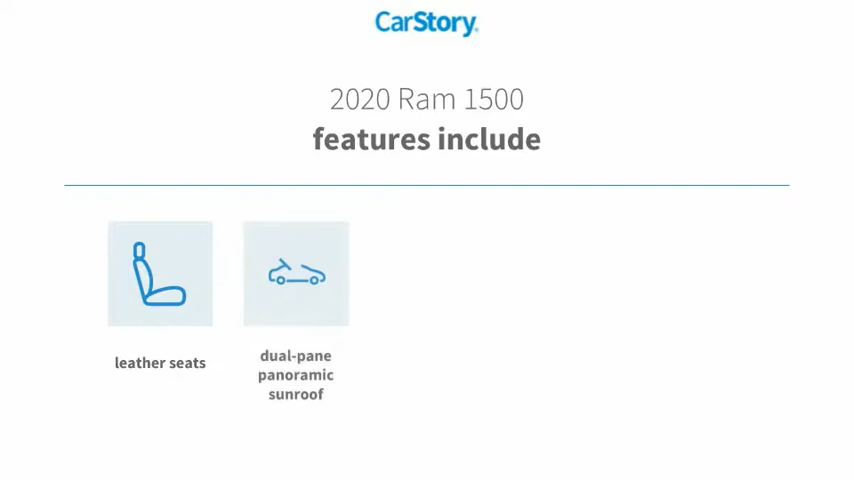 CarStory
2020 Ram 1500
features include
leather seats
dual-pane
panoramic
sunroof